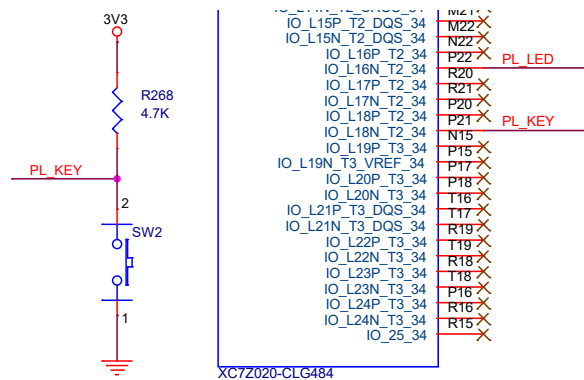 3V3
R268
4.7K
PL_KEY
2
SW2
1
IO_L15P_T2_DQS_34 M21
IO_L15N_T2_DQS_34 M22
IO_L16P_T2_34 N22
IO_L16N_T2_34 P22 PL_LED
IO_L17P_T2_34 R20
IO_L17N_T2_34 R21
IO_L18P_T2_34 P20
IO_L18N_T2_34 P21 PL_KEY
IO_L19P_T3_34 N15
IO_L19N_T3_VREF_34 P15
IO_L20P_T3_34 P17
IO_L20N_T3_34 P18
IO_L21P_T3_DQS_34 T16
IO_L21N_T3_DQS_34 T17
IO_L22P_T3_34 R19
IO_L22N_T3_34 T19
IO_L23P_T3_34 R18
IO_L23N_T3_34 T18
IO_L24P_T3_34 P16
IO_L24N_T3_34 R16
IO_25_34 R15
XC7Z020-CLG484